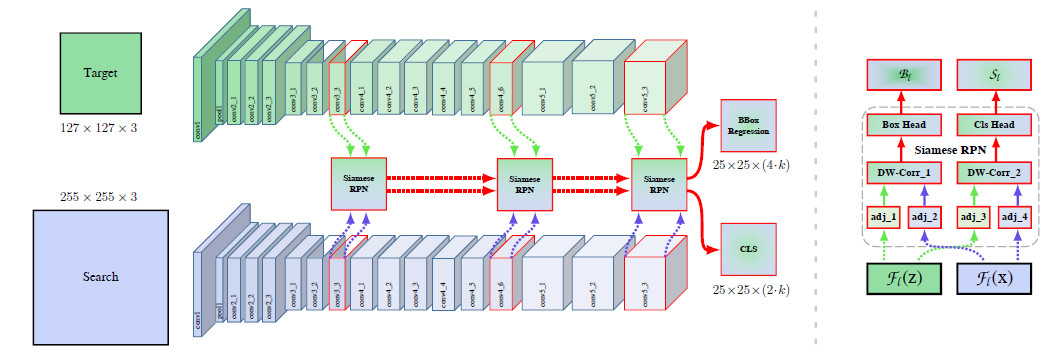 Target
127 × 127 × 3
conv1
pool1
conv2_1
conv2_2
conv2_3
conv3_1
conv3_2
conv3_3
conv4_1
conv4_2
conv4_3
conv4_4
conv4_5
conv4_6
conv5_1
conv5_2
conv5_3
Siamese
RPN
Siamese
RPN
Siamese
RPN
BBox
Regression
25×25×(4·k)
255 × 255 × 3
Search
conv1
pool1
conv2_1
conv2_2
conv2_3
conv3_1
conv3_2
conv3_3
conv4_1
conv4_2
conv4_3
conv4_4
conv4_5
conv4_6
conv5_1
conv5_2
conv5_3
CLS
25×25×(2·k)
ℬ_l
𝒮_l
Box Head
Cls Head
Siamese RPN
DW-Corr_1
DW-Corr_2
adj_1
adj_2
adj_3
adj_4
ℱ_l(z)
ℱ_l(x)